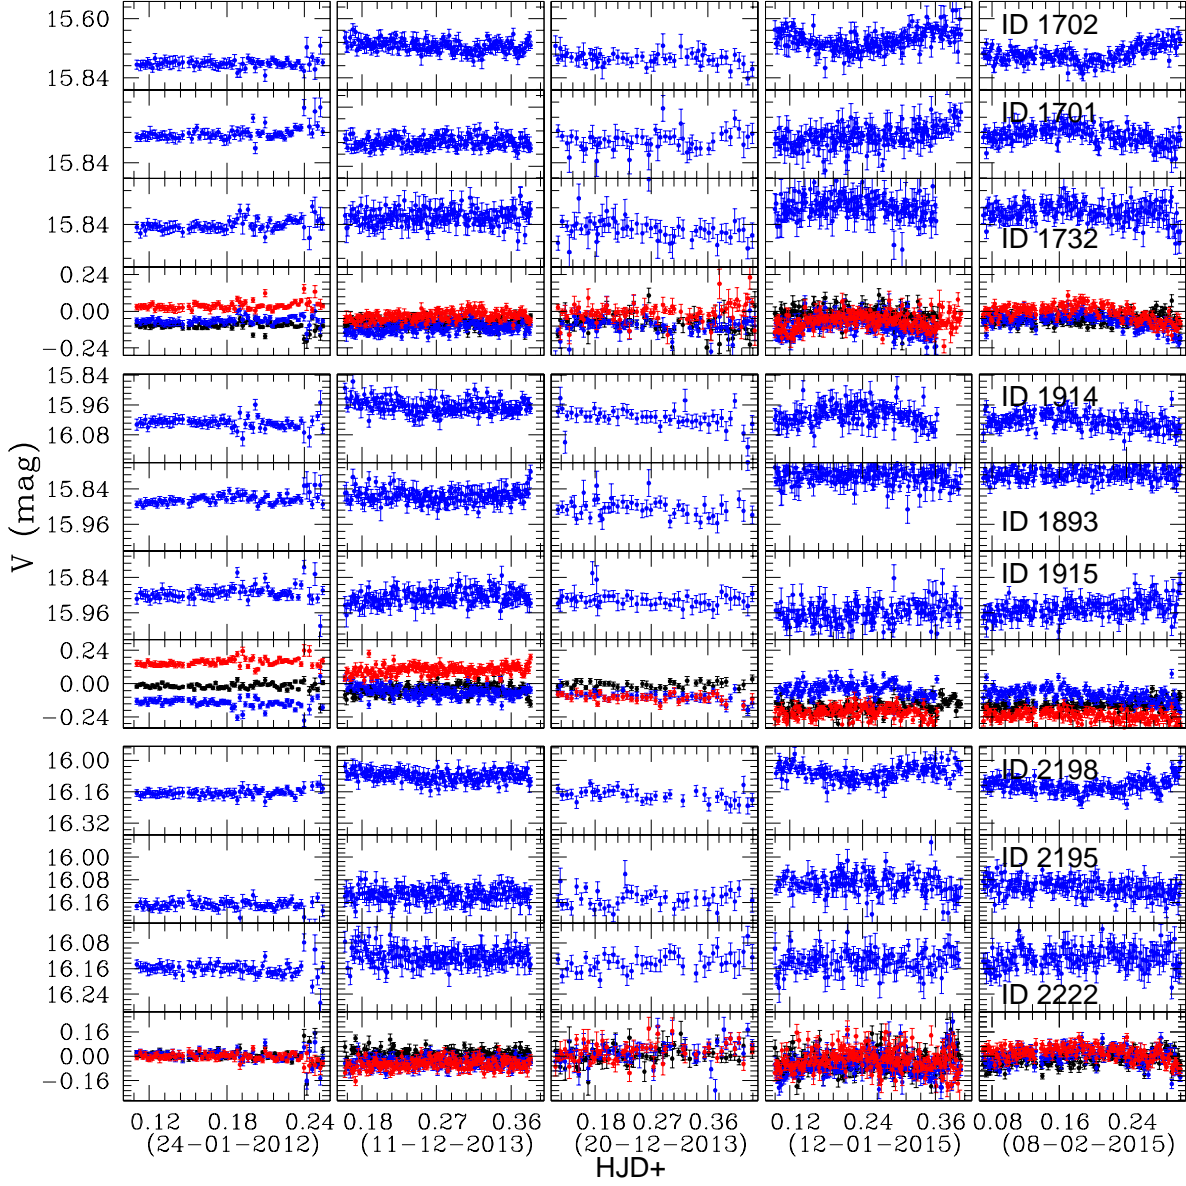 15.60
15.84
ID 1702
15.84
ID 1701
15.84
ID 1732
0.24
0.00
−0.24
15.84
15.96
16.08
ID 1914
15.84
15.96
ID 1893
15.84
15.96
ID 1915
0.24
0.00
−0.24
V (mag)
16.00
16.16
16.32
ID 2198
16.00
16.08
16.16
ID 2195
16.08
16.16
16.24
ID 2222
0.16
0.00
−0.16
0.12 0.18 0.24 0.18 0.27 0.36 0.18 0.27 0.36 0.12 0.24 0.36 0.08 0.16 0.24
(24−01−2012) (11−12−2013) (20−12−2013) (12−01−2015) (08−02−2015)
HJD+